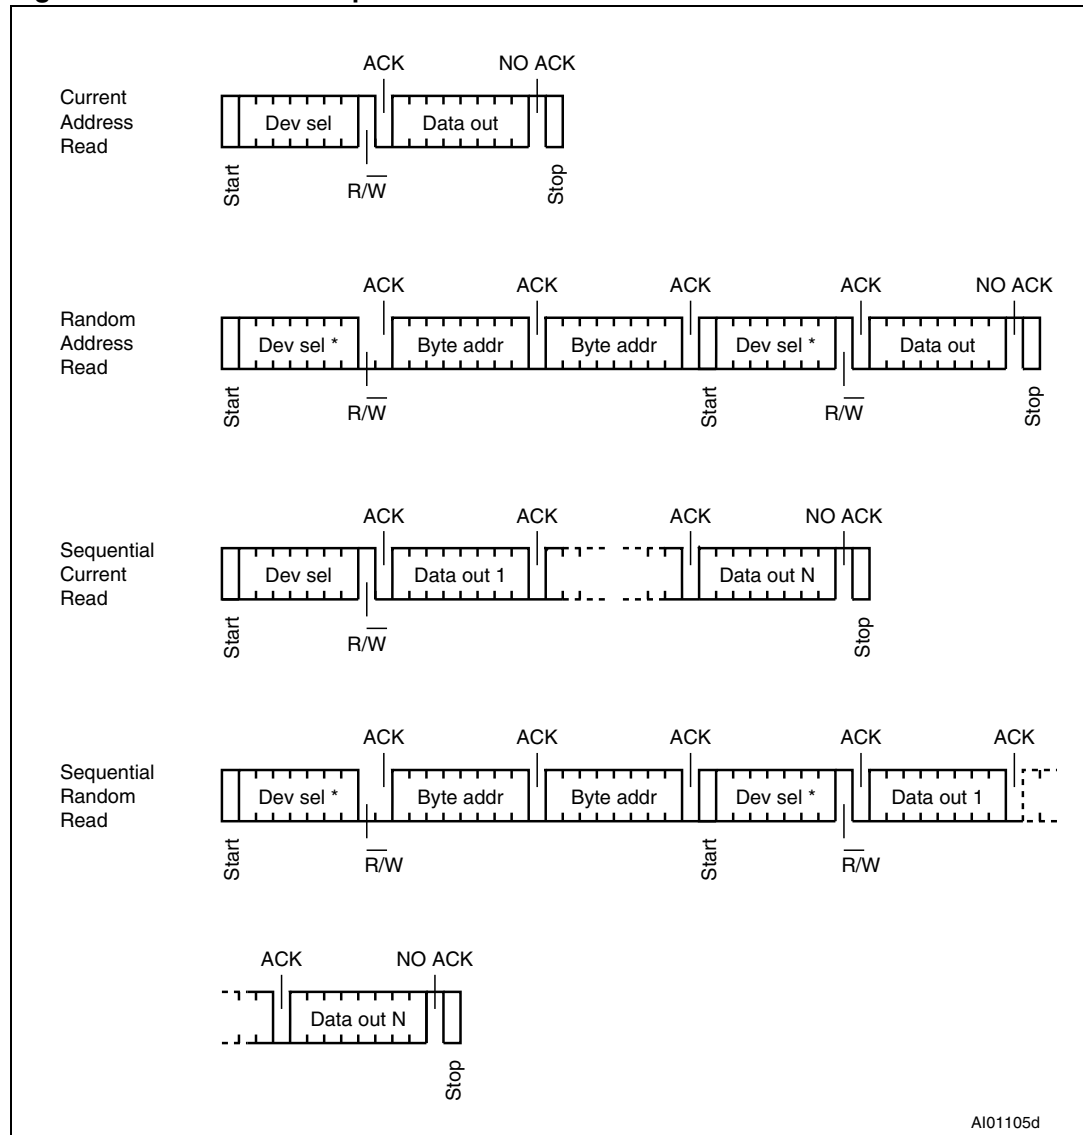 ACK NO ACK
Current
Address
Read
Dev sel Data out
Start R/W̅ Stop
ACK ACK ACK ACK NO ACK
Random
Address
Read
Dev sel * Byte addr Byte addr Dev sel * Data out
Start R/W̅ Start R/W̅ Stop
ACK ACK ACK NO ACK
Sequential
Current
Read
Dev sel Data out 1 Data out N
Start R/W̅ Stop
ACK ACK ACK ACK ACK
Sequential
Random
Read
Dev sel * Byte addr Byte addr Dev sel * Data out 1
Start R̅/W Start R̅/W
ACK NO ACK
Data out N
Stop
AI01105d